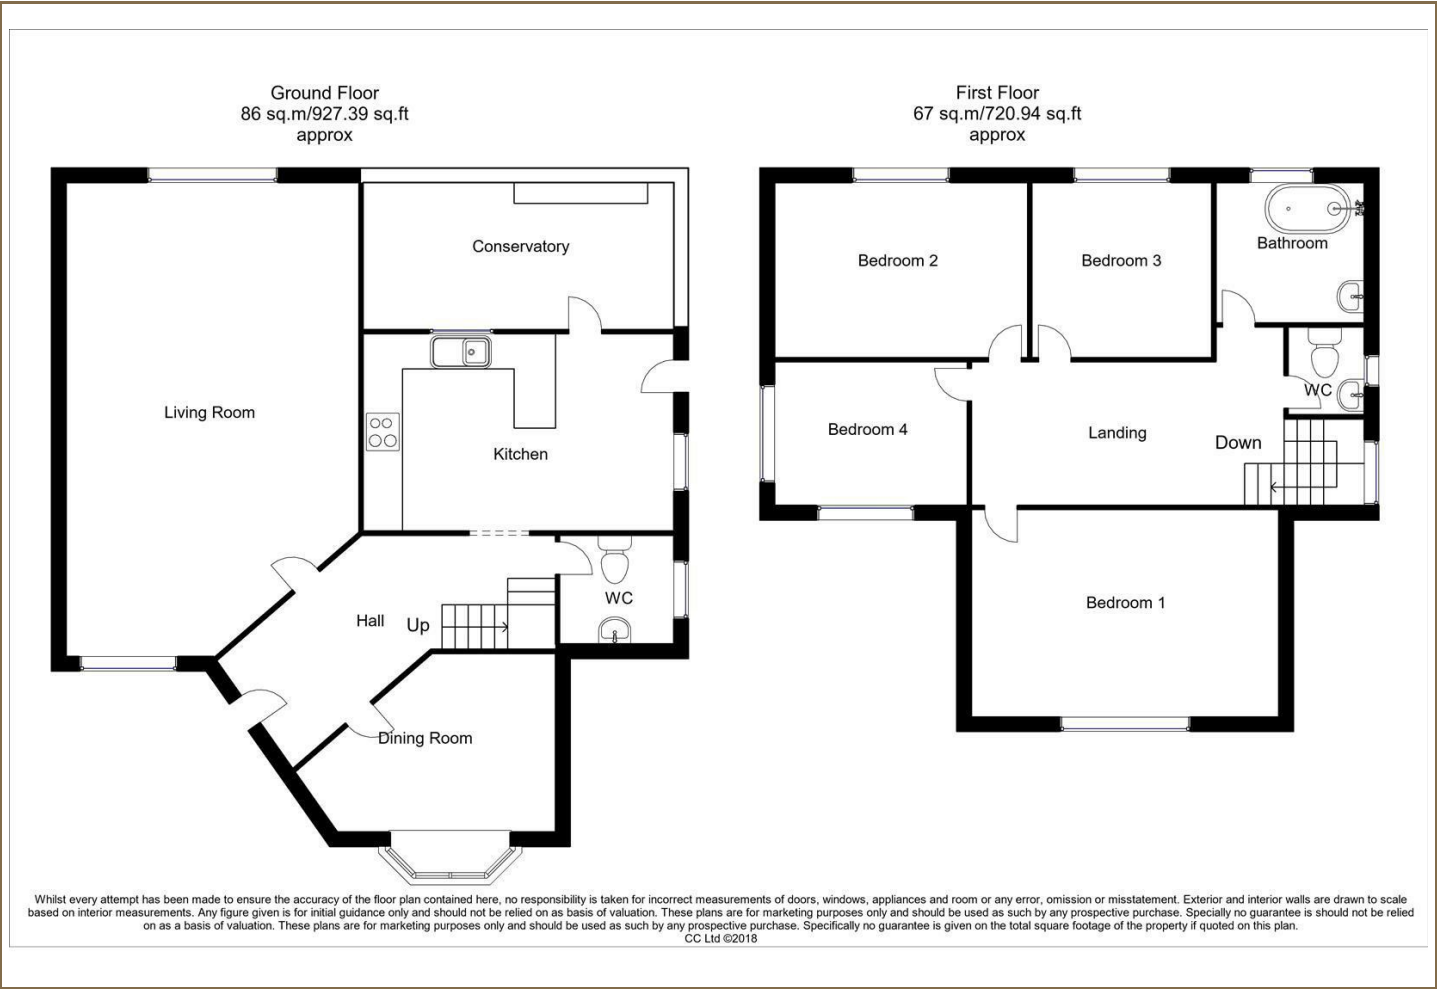 Ground Floor
86 sq.m/927.39 sq.ft
approx
First Floor
67 sq.m/720.94 sq.ft
approx
Conservatory
Living Room
Kitchen
Hall
Up
WC
Dining Room
Bedroom 2
Bedroom 3
Bathroom
WC
Bedroom 4
Landing
Down
Bedroom 1
Whilst every attempt has been made to ensure the accuracy of the floor plan contained here, no responsibility is taken for incorrect measurements of doors, windows, appliances and room or any error, omission or misstatement. Exterior and interior walls are drawn to scale
based on interior measurements. Any figure given is for initial guidance only and should not be relied on as basis of valuation. These plans are for marketing purposes only and should be used as such by any prospective purchase. Specially no guarantee is should not be relied
on as a basis of valuation. These plans are for marketing purposes only and should be used as such by any prospective purchase. Specifically no guarantee is given on the total square footage of the property if quoted on this plan.
CC Ltd ©2018